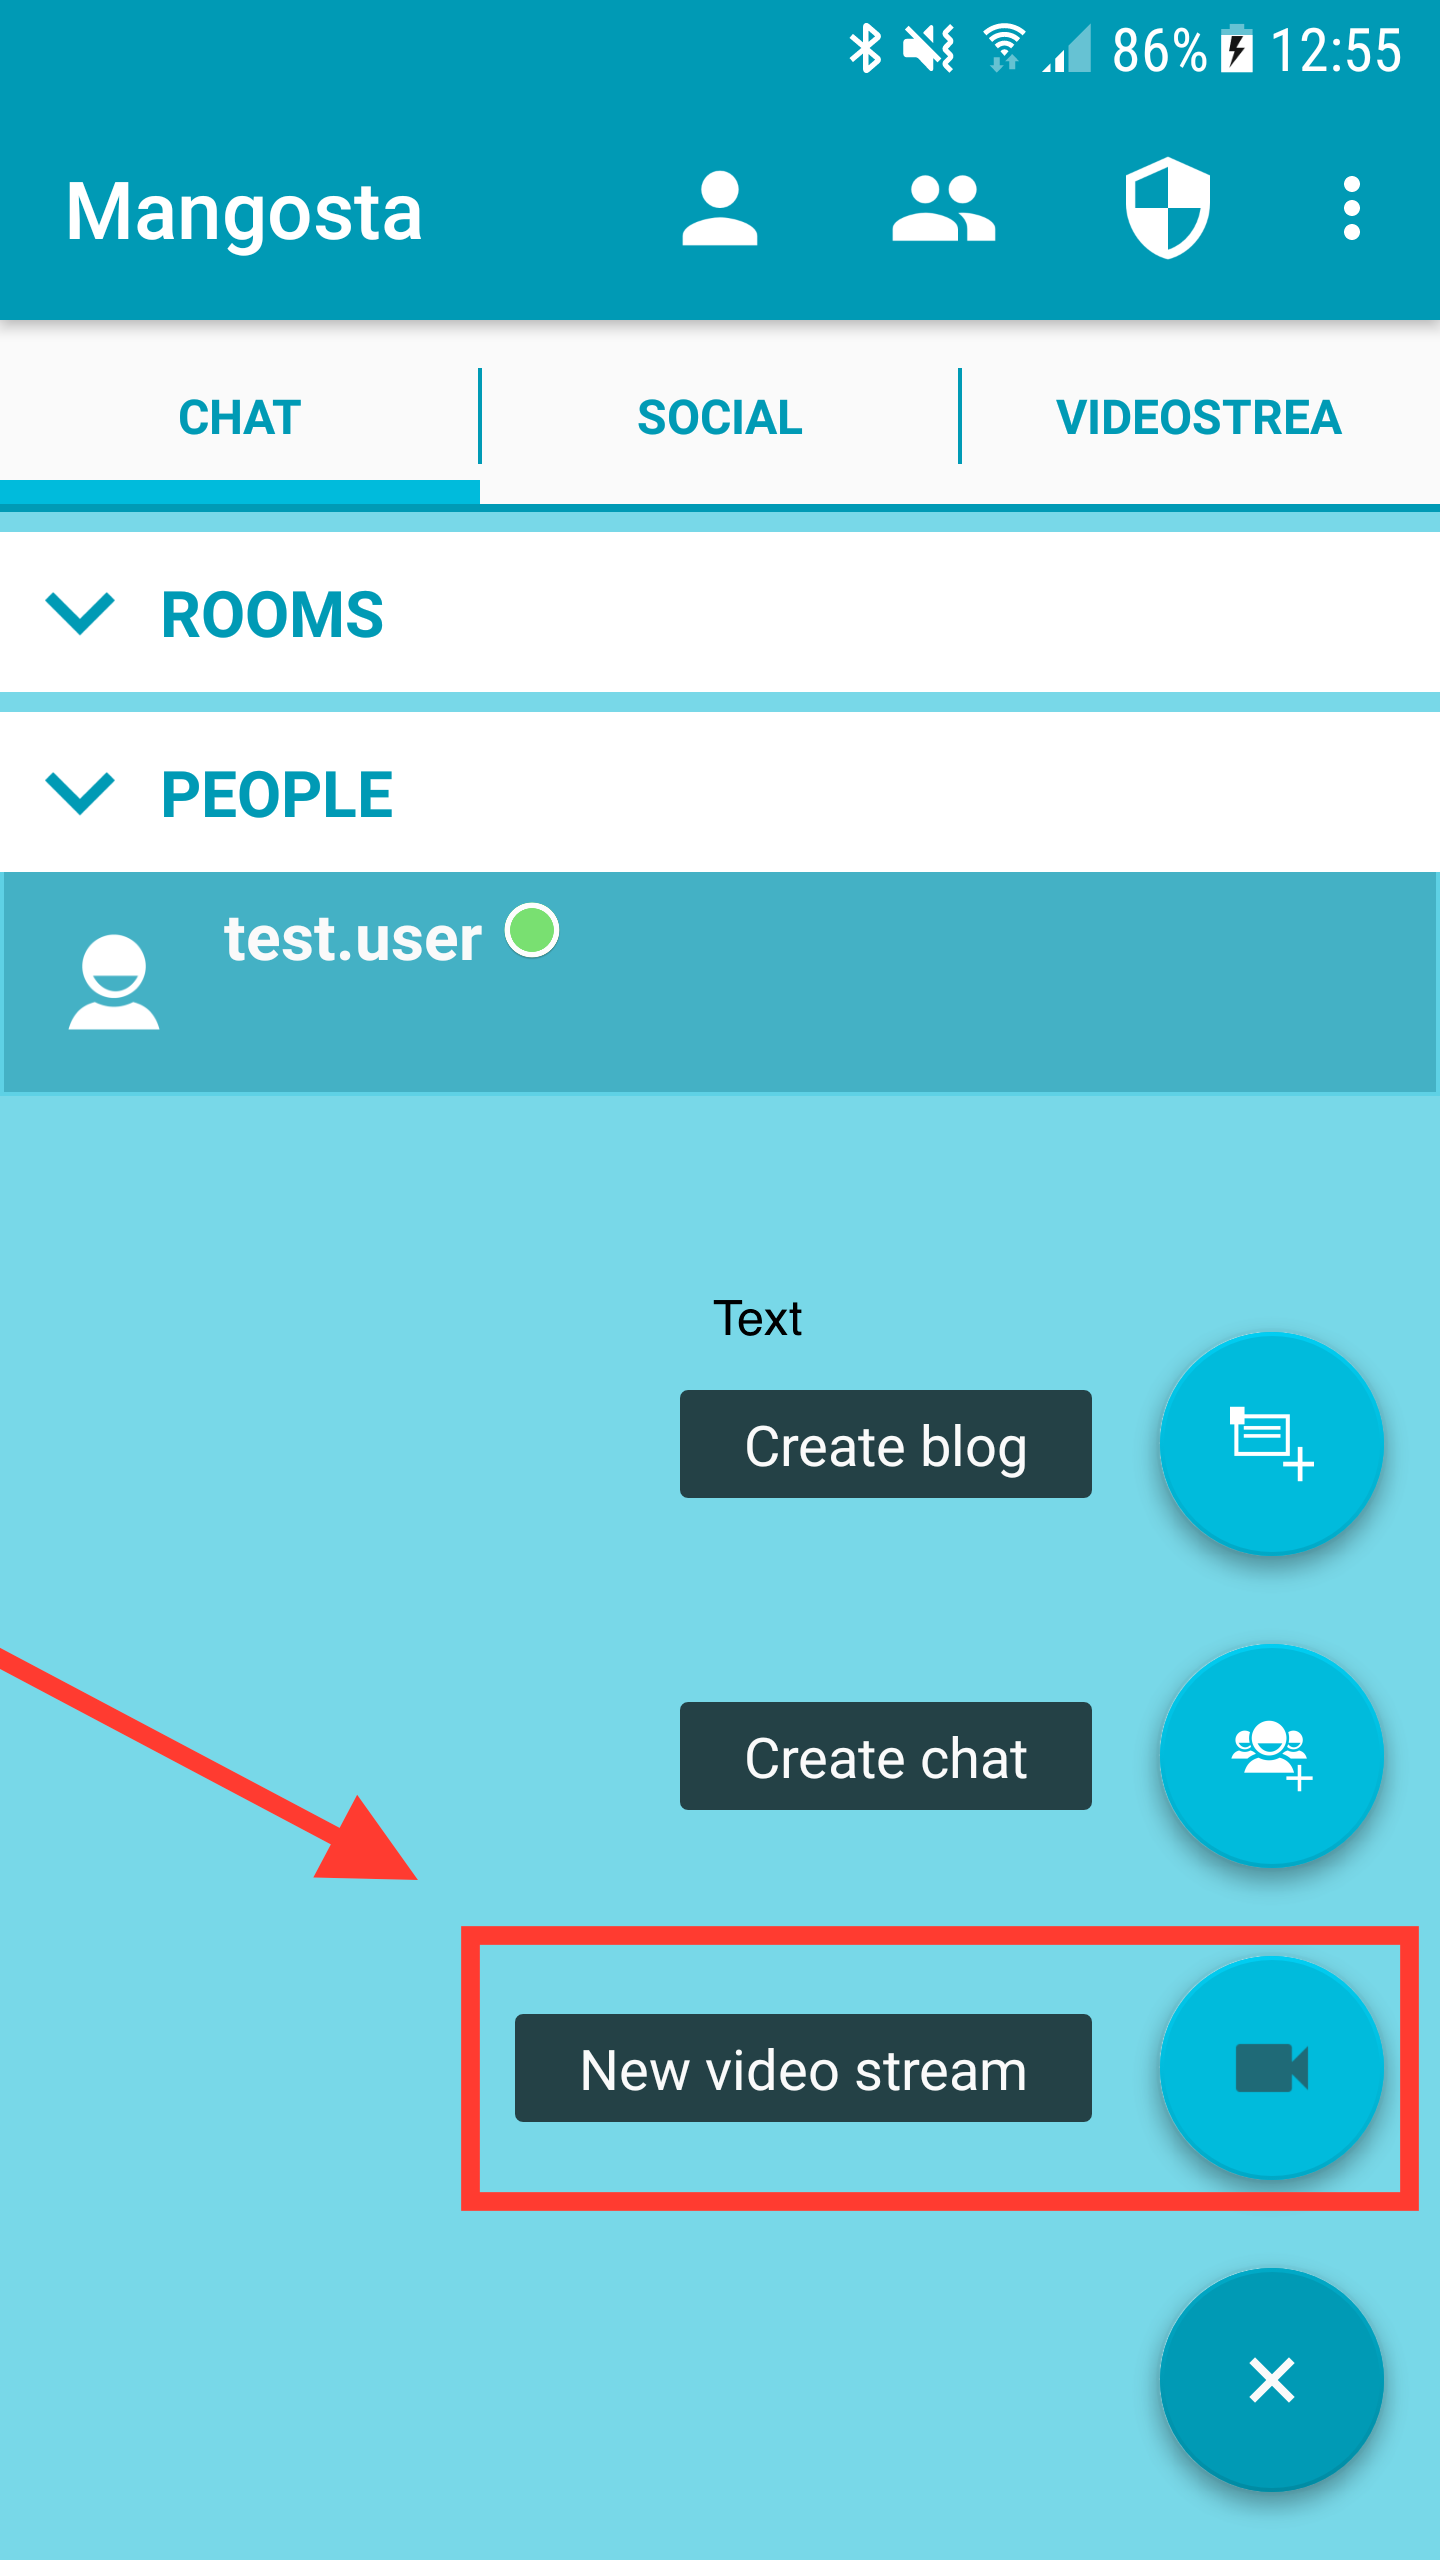 86% 12:55
Mangosta
CHAT SOCIAL VIDEOSTREA
ROOMS
PEOPLE
test.user
Text
Create blog
Create chat
New video stream